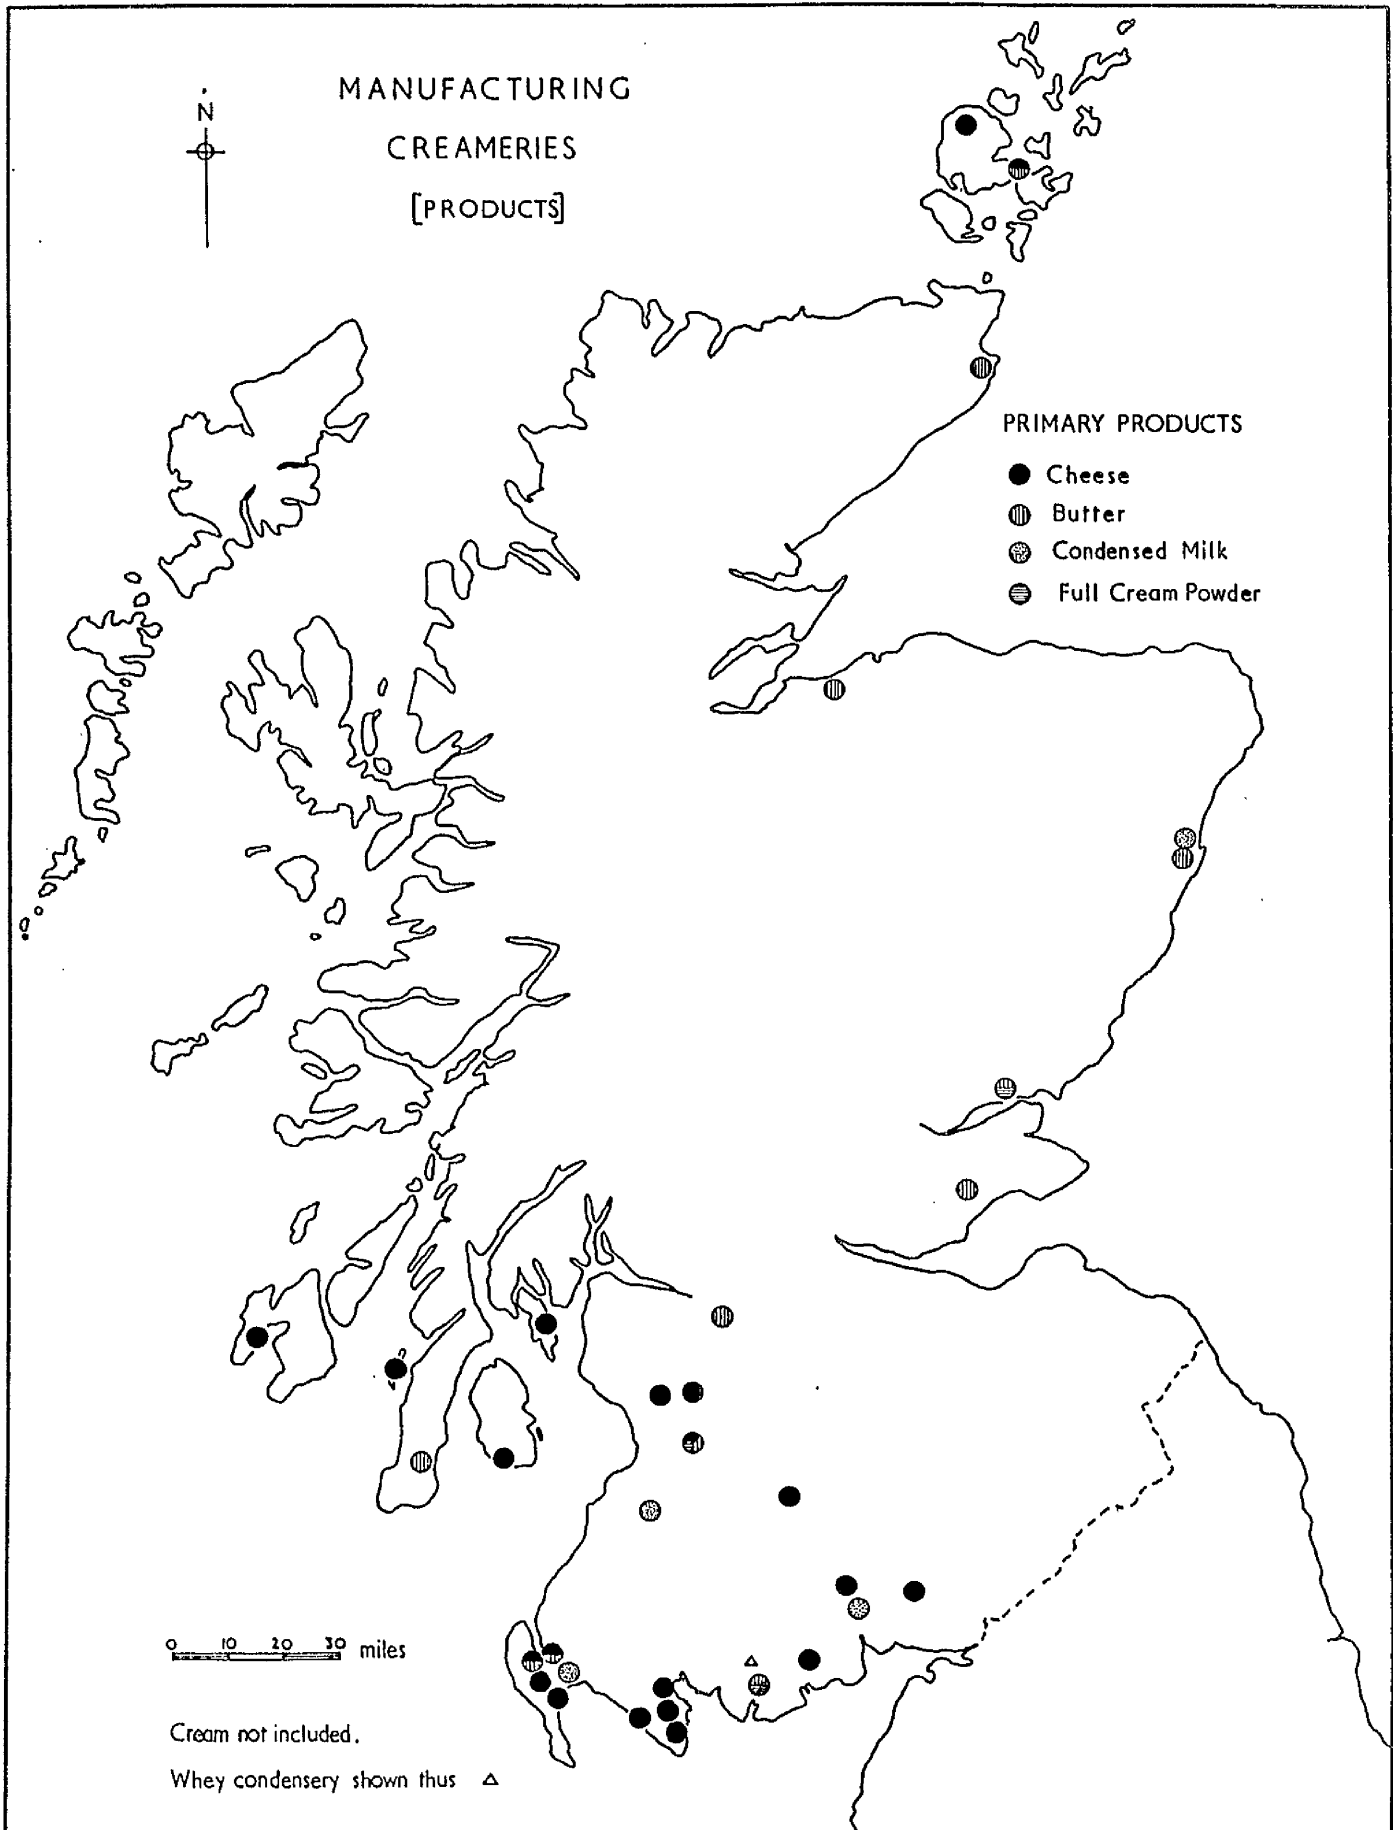 MANUFACTURING
CREAMERIES
[PRODUCTS]
N
PRIMARY PRODUCTS
Cheese
Butter
Condensed Milk
Full Cream Powder
0 10 20 30 miles
Cream not included.
Whey condensery shown thus △